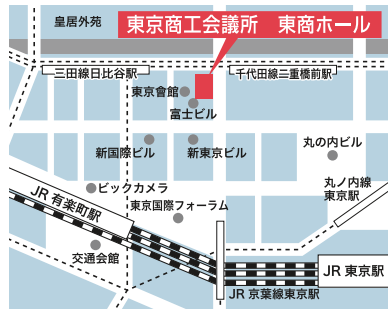 皇居外苑
東京商工会議所 東商ホール
三田線日比谷駅
千代田線二重橋前駅
東京會館
富士ビル
新国際ビル
新東京ビル
丸の内ビル
ビックカメラ
丸ノ内線
東京駅
JR 有楽町駅
東京国際フォーラム
交通会館
JR 東京駅
JR 京葉線東京駅